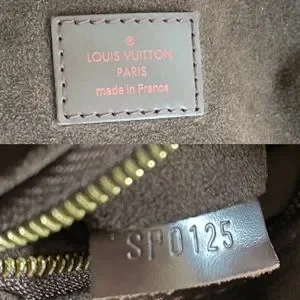 ®
LOUIS VUITTON
PARIS
made in France
SP0125